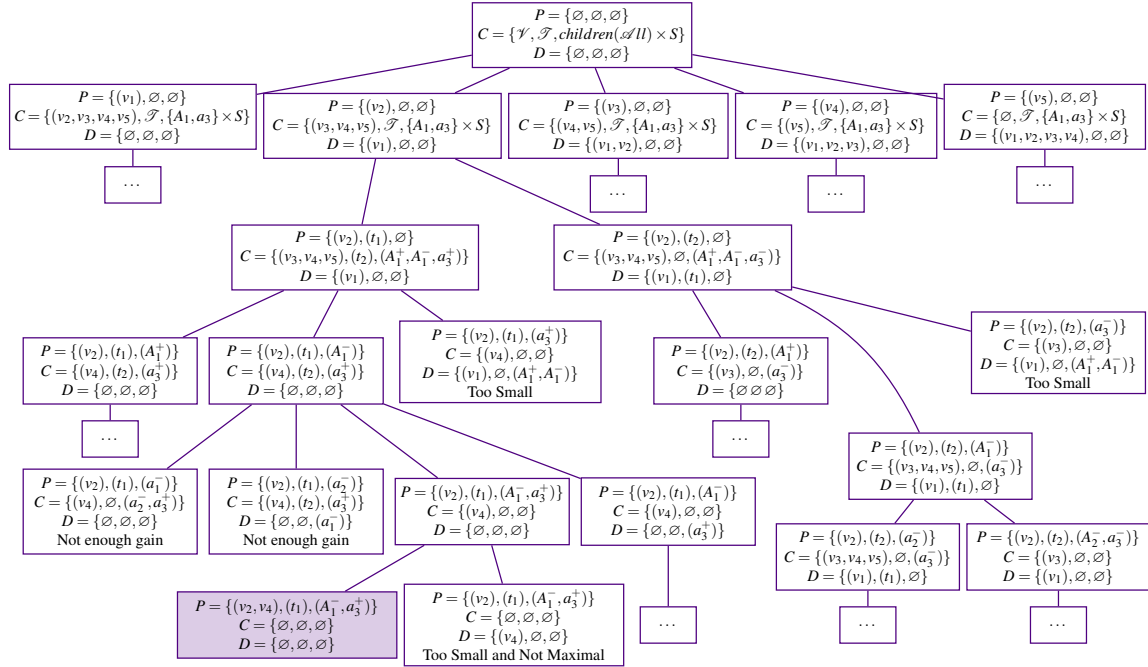 P = {∅, ∅, ∅}
C = {𝒱, 𝒯, children(𝒜ll) × S}
D = {∅, ∅, ∅}
P = {(v₁), ∅, ∅}
C = {(v₂, v₃, v₄, v₅), 𝒯, {A₁, a₃} × S}
D = {∅, ∅, ∅}
P = {(v₂), ∅, ∅}
C = {(v₃, v₄, v₅), 𝒯, {A₁, a₃} × S}
D = {(v₁), ∅, ∅}
P = {(v₃), ∅, ∅}
C = {(v₄, v₅), 𝒯, {A₁, a₃} × S}
D = {(v₁, v₂), ∅, ∅}
P = {(v₄), ∅, ∅}
C = {(v₅), 𝒯, {A₁, a₃} × S}
D = {(v₁, v₂, v₃), ∅, ∅}
P = {(v₅), ∅, ∅}
C = {∅, 𝒯, {A₁, a₃} × S}
D = {(v₁, v₂, v₃, v₄), ∅, ∅}
…
…
…
…
P = {(v₂), (t₁), ∅}
C = {(v₃, v₄, v₅), (t₂), (A₁⁺, A₁⁻, a₃⁺)}
D = {(v₁), ∅, ∅}
P = {(v₂), (t₂), ∅}
C = {(v₃, v₄, v₅), ∅, (A₁⁺, A₁⁻, a₃⁻)}
D = {(v₁), (t₁), ∅}
P = {(v₂), (t₁), (A₁⁺)}
C = {(v₄), (t₂), (a₃⁺)}
D = {∅, ∅, ∅}
P = {(v₂), (t₁), (A₁⁻)}
C = {(v₄), (t₂), (a₃⁺)}
D = {∅, ∅, ∅}
P = {(v₂), (t₁), (a₃⁺)}
C = {(v₄), ∅, ∅}
D = {(v₁), ∅, (A₁⁺, A₁⁻)}
Too Small
P = {(v₂), (t₂), (A₁⁺)}
C = {(v₃), ∅, (a₃⁻)}
D = {∅ ∅ ∅}
P = {(v₂), (t₂), (a₃⁻)}
C = {(v₃), ∅, ∅}
D = {(v₁), ∅, (A₁⁺, A₁⁻)}
Too Small
…
…
P = {(v₂), (t₂), (A₁⁻)}
C = {(v₃, v₄, v₅), ∅, (a₃⁻)}
D = {(v₁), (t₁), ∅}
P = {(v₂), (t₁), (a₁⁻)}
C = {(v₄), ∅, (a₂⁻, a₃⁺)}
D = {∅, ∅, ∅}
Not enough gain
P = {(v₂), (t₁), (a₂⁻)}
C = {(v₄), (t₂), (a₃⁺)}
D = {∅, ∅, (a₁⁻)}
Not enough gain
P = {(v₂), (t₁), (A₁⁻, a₃⁺)}
C = {(v₄), ∅, ∅}
D = {∅, ∅, ∅}
P = {(v₂), (t₁), (A₁⁻)}
C = {(v₄), ∅, ∅}
D = {∅, ∅, (a₃⁺)}
P = {(v₂), (t₂), (a₂⁻)}
C = {(v₃, v₄, v₅), ∅, (a₃⁻)}
D = {(v₁), (t₁), ∅}
P = {(v₂), (t₂), (A₂⁻, a₃⁻)}
C = {(v₃), ∅, ∅}
D = {(v₁), ∅, ∅}
P = {(v₂, v₄), (t₁), (A₁⁻, a₃⁺)}
C = {∅, ∅, ∅}
D = {∅, ∅, ∅}
P = {(v₂), (t₁), (A₁⁻, a₃⁺)}
C = {∅, ∅, ∅}
D = {(v₄), ∅, ∅}
Too Small and Not Maximal
…
…
…